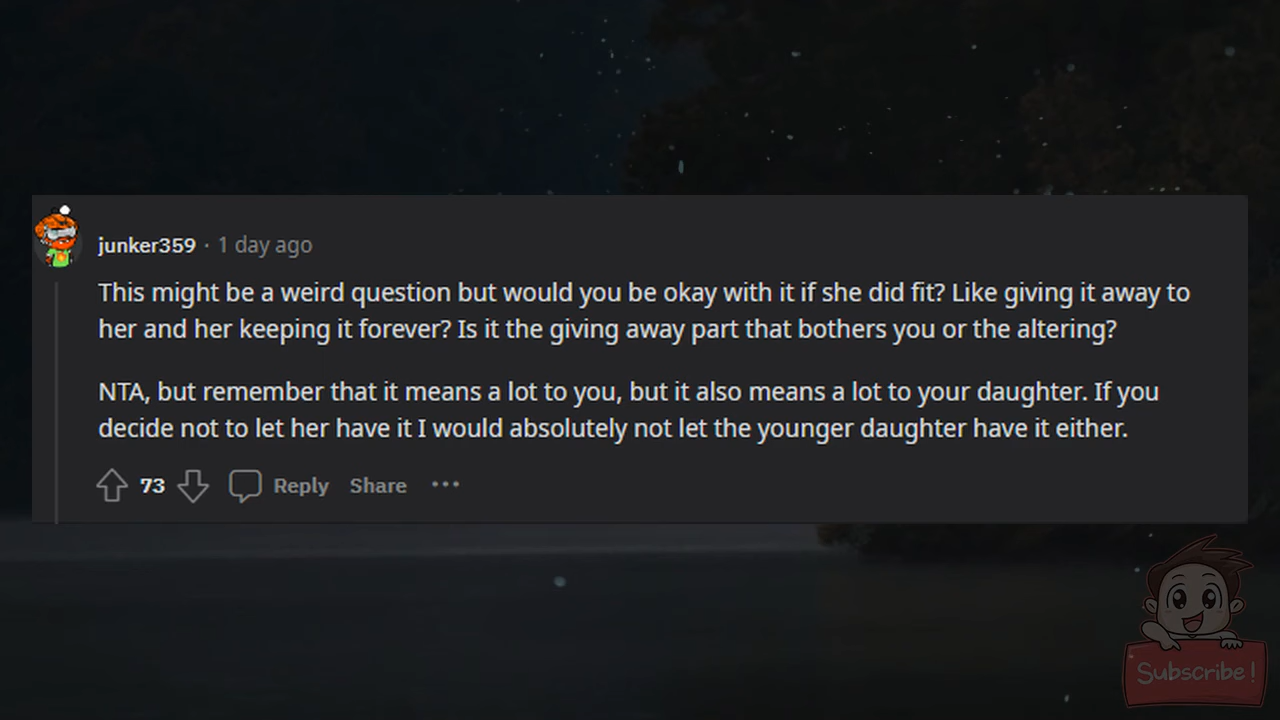 junker359 · 1 day ago
This might be a weird question but would you be okay with it if she did fit? Like giving it away to
her and her keeping it forever? Is it the giving away part that bothers you or the altering?
NTA, but remember that it means a lot to you, but it also means a lot to your daughter. If you
decide not to let her have it I would absolutely not let the younger daughter have it either.
73 Reply Share •••
Subscribe!